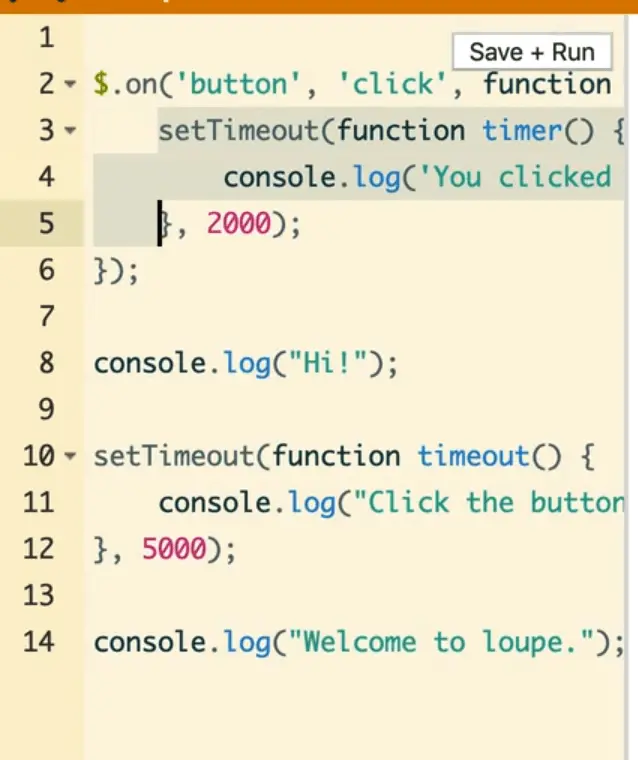 1
Save + Run
2 $.on('button', 'click', function
3 setTimeout(function timer() {
4 console.log('You clicked
5 }, 2000);
6 });
7
8 console.log("Hi!");
9
10 setTimeout(function timeout() {
11 console.log("Click the button
12 }, 5000);
13
14 console.log("Welcome to loupe.");